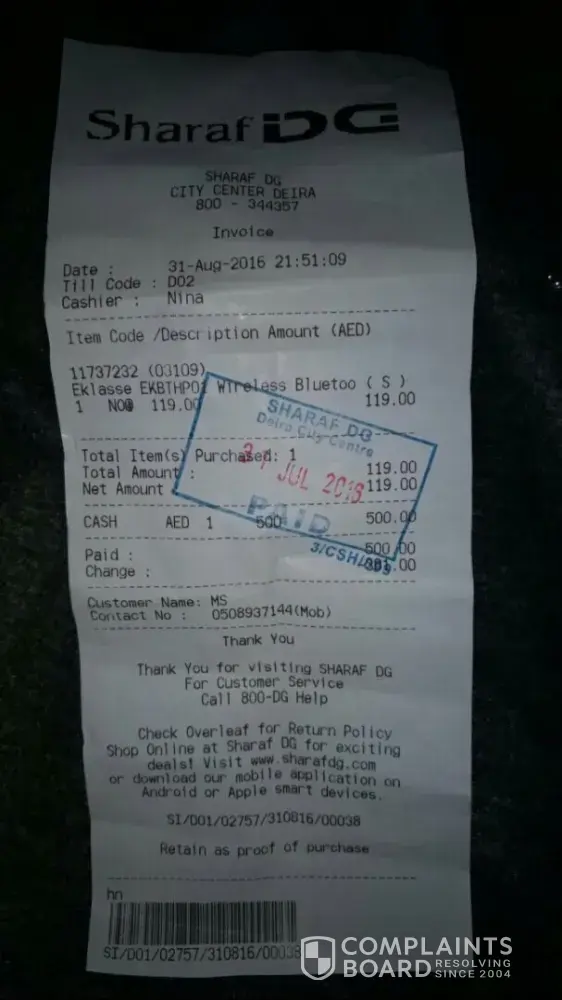 Sharaf DG
SHARAF DG
CITY CENTER DEIRA
800 - 344357
Invoice
Date : 31-Aug-2016 21:51:09
Till Code : D02
Cashier : Nina
Item Code /Description Amount (AED)
11737232 (03109)
Eklasse EKBTHP02 Wireless Bluetoo ( S )
1 NO@ 119.00 119.00
SHARAF DG
Deira City Centre
JUL 2016
PAID
Total Item(s) Purchased: 1
Total Amount : 119.00
Net Amount 119.00
CASH AED 1 500 500.00
Paid : 500.00
Change : 381.00
Customer Name: MS
Contact No : 0508937144(Mob)
Thank You
Thank You for visiting SHARAF DG
For Customer Service
Call 800-DG Help
Check Overleaf for Return Policy
Shop Online at Sharaf DG for exciting
deals! Visit www.sharafdg.com
or download our mobile application on
Android or Apple smart devices.
SI/D01/02757/310816/00038
Retain as proof of purchase
hn
SI/D01/02757/310816/00038
COMPLAINTS
BOARD RESOLVING
SINCE 2004